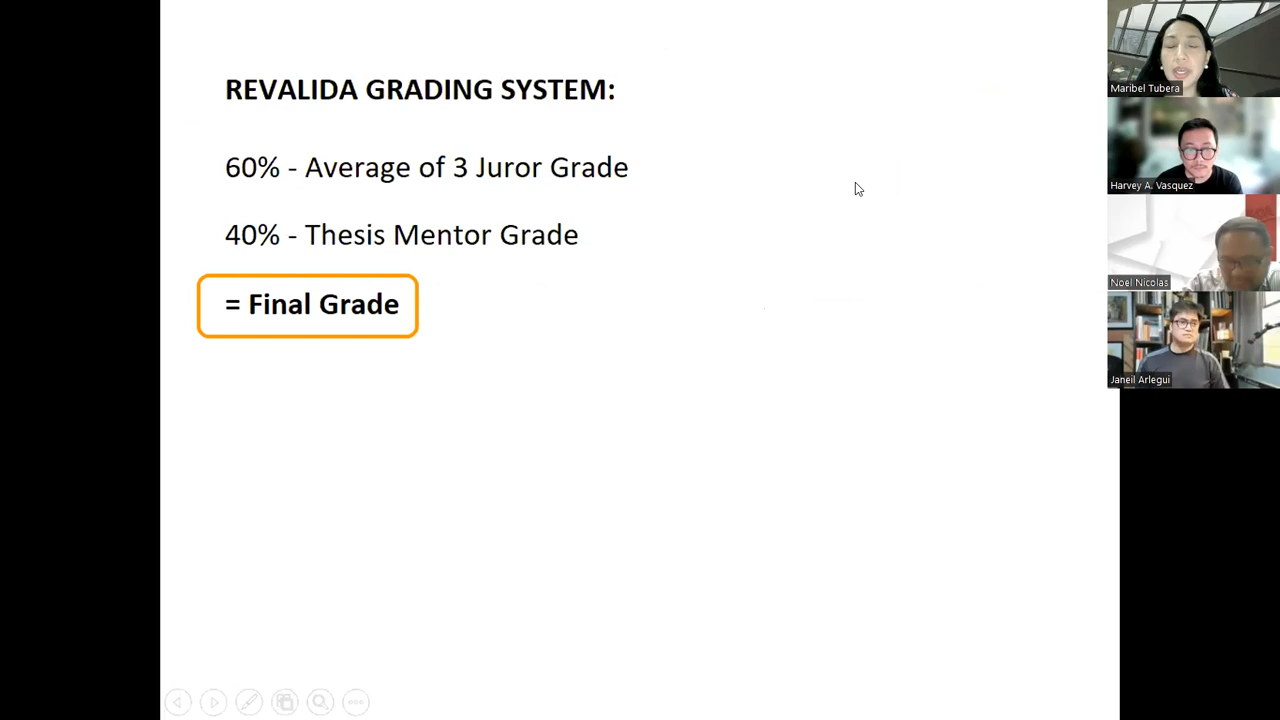 REVALIDA GRADING SYSTEM:
60% - Average of 3 Juror Grade
40% - Thesis Mentor Grade
= Final Grade
Maribel Tubera
Harvey A. Vasquez
Noel Nicolas
Janeil Arlegui